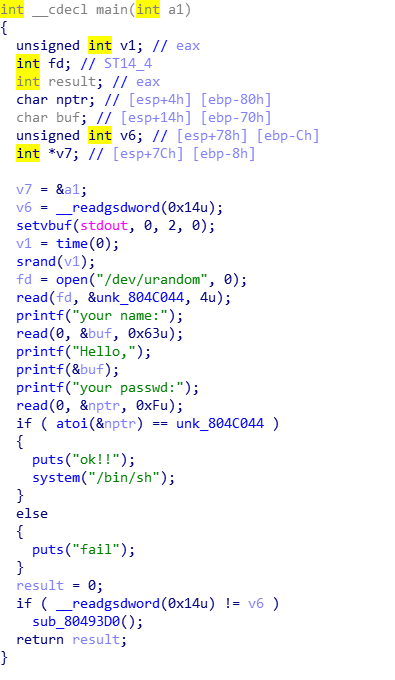 int __cdecl main(int a1)
{
  unsigned int v1; // eax
  int fd; // ST14_4
  int result; // eax
  char nptr; // [esp+4h] [ebp-80h]
  char buf; // [esp+14h] [ebp-70h]
  unsigned int v6; // [esp+78h] [ebp-Ch]
  int *v7; // [esp+7Ch] [ebp-8h]

  v7 = &a1;
  v6 = __readgsdword(0x14u);
  setvbuf(stdout, 0, 2, 0);
  v1 = time(0);
  srand(v1);
  fd = open("/dev/urandom", 0);
  read(fd, &unk_804C044, 4u);
  printf("your name:");
  read(0, &buf, 0x63u);
  printf("Hello,");
  printf(&buf);
  printf("your passwd:");
  read(0, &nptr, 0xFu);
  if ( atoi(&nptr) == unk_804C044 )
  {
    puts("ok!!");
    system("/bin/sh");
  }
  else
  {
    puts("fail");
  }
  result = 0;
  if ( __readgsdword(0x14u) != v6 )
    sub_80493D0();
  return result;
}